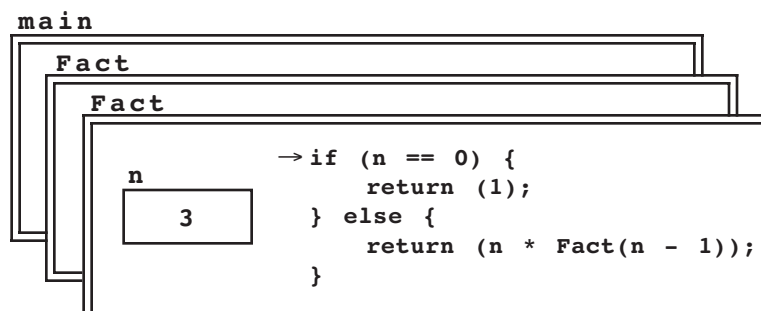 main
Fact
Fact
→ if (n == 0) {
n
return (1);
3
} else {
return (n * Fact(n – 1));
}